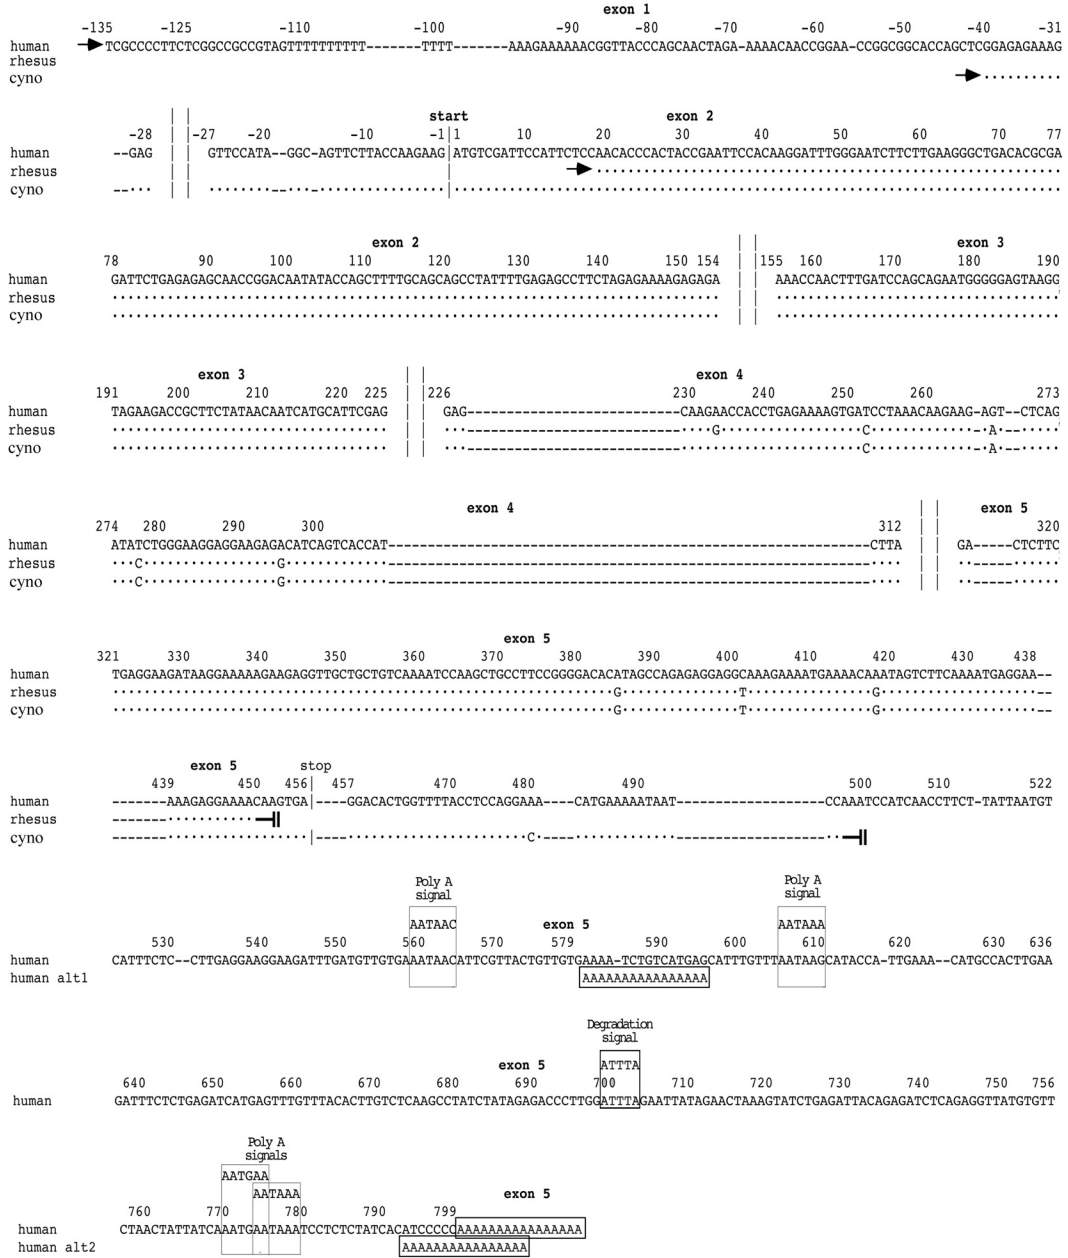 exon 1
-135 -125 -110 -100 -90 -80 -70 -60 -50 -40 -31
human TCGCCCCTTCTCGGCCGCCGTAGTTTTTTTTTT-------TTTT-------AAAGAAAAAACGGTTACCCAGCAACTAGA-AAAACAACCGGAA-CCGGCGGCACCAGCTCGGAGAGAAAG
rhesus
cyno ··········
start exon 2
-28 -27 -20 -10 -1 1 10 20 30 40 50 60 70 77
human --GAG GTTCCATA--GGC-AGTTCTTACCAAGAAG ATGTCGATTCCATTCTCCAACACCCACTACCGAATTCCACAAGGATTTGGGAATCTTCTTGAAGGGCTGACACGCGA
rhesus ···························································
cyno --··· ········--···-·················· ·············································································
exon 2 exon 3
78 90 100 110 120 130 140 150 154 155 160 170 180 190
human GATTCTGAGAGAGCAACCGGACAATATACCAGCTTTTGCAGCAGCCTATTTTGAGAGCCTTCTAGAGAAAAGAGAGA AAACCAACTTTGATCCAGCAGAATGGGGGAGTAAGG
rhesus ····························································································· ····································
cyno ····························································································· ····································
exon 3 exon 4
191 200 210 220 225 226 230 240 250 260 273
human TAGAAGACCGCTTCTATAACAATCATGCATTCGAG GAG---------------------------CAAGAACCACCTGAGAAAAGTGATCCTAAACAAGAAG-AGT--CTCAG
rhesus ··································· ···---------------------------····G··················C·············-·A·--·····
cyno ··································· ···---------------------------·······················C·············-·A·--·····
exon 4 exon 5
274 280 290 300 312 320
human ATATCTGGGAAGGAGGAAGAGACATCAGTCACCAT-------------------------------------------------------------CTTA GA-----CTCTTC
rhesus ···C·················G·············-------------------------------------------------------------···· ··-----······
cyno ···C·················G·············-------------------------------------------------------------···· ··-----······
exon 5
321 330 340 350 360 370 380 390 400 410 420 430 438
human TGAGGAAGATAAGGAAAAAGAAGAGGTTGCTGCTGTCAAAATCCAAGCTGCCTTCCGGGGACACATAGCCAGAGAGGAGGCAAAGAAAATGAAAACAAATAGTCTTCAAAATGAGGAA--
rhesus ································································G···············T················G····················--
cyno ································································G···············T················G····················--
exon 5 stop
439 450 456 457 470 480 490 500 510 522
human -------AAAGAGGAAAACAAGTGA ----GGACACTGGTTTTACCTCCAGGAAA----CATGAAAAATAAT-------------------CCAAATCCATCAACCTTCT-TATTAATGT
rhesus -------···········
cyno -------·················· ----·······················C·----·············-------------------··
Poly A Poly A
signal signal
AATAAC exon 5 AATAAA
530 540 550 560 570 579 590 600 610 620 630 636
human CATTTCTC--CTTGAGGAAGGAAGATTTGATGTTGTGAAATAACATTCGTTACTGTTGTGAAAA-TCTGTCATGAGCATTTGTTTAATAAGCATACCA-TTGAAA--CATGCCACTTGAA
human alt1 AAAAAAAAAAAAAAAA
Degradation
signal
exon 5 ATTTA
640 650 660 670 680 690 700 710 720 730 740 750 756
human GATTTCTCTGAGATCATGAGTTTGTTTACACTTGTCTCAAGCCTATCTATAGAGACCCTTGGATTTAGAATTATAGAACTAAAGTATCTGAGATTACAGAGATCTCAGAGGTTATGTGTT
Poly A
signals
AATGAA
AATAAA exon 5
760 770 780 790 799
human CTAACTATTATCAAATGAATAAATCCTCTCTATCACATCCCCCAAAAAAAAAAAAAAAA
human alt2 AAAAAAAAAAAAAAAA